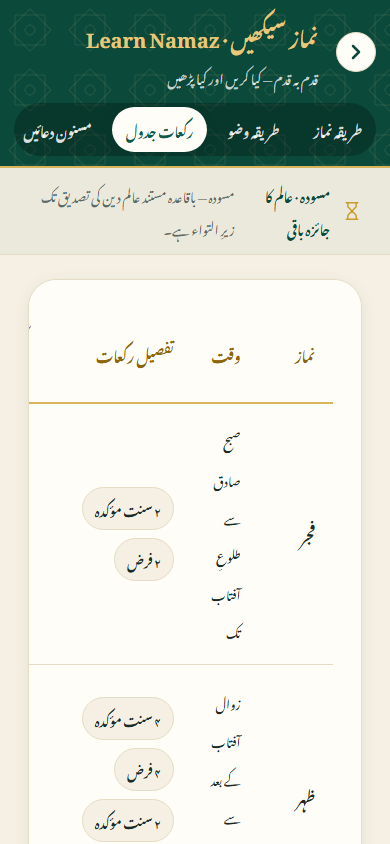 نماز سیکھیں · Learn Namaz
قدم بہ قدم — کیا کریں اور کیا پڑھیں
طریقہ نماز
طریقہ وضو
رکعات جدول
مسنون دعائیں
مسودہ · عالم کا
جائزہ باقی
مسودہ — باقاعدہ مستند عالم دین کی تصدیق تک
زیرِ التواء ہے۔
نماز
وقت
تفصیل رکعات
فجر
صبح
صادق
سے
طلوعِ
آفتاب
تک
۲ سنت مؤکدہ
۲ فرض
ظہر
زوال
آفتاب
کے بعد
سے
۴ سنت مؤکدہ
۴ فرض
۲ سنت مؤکدہ